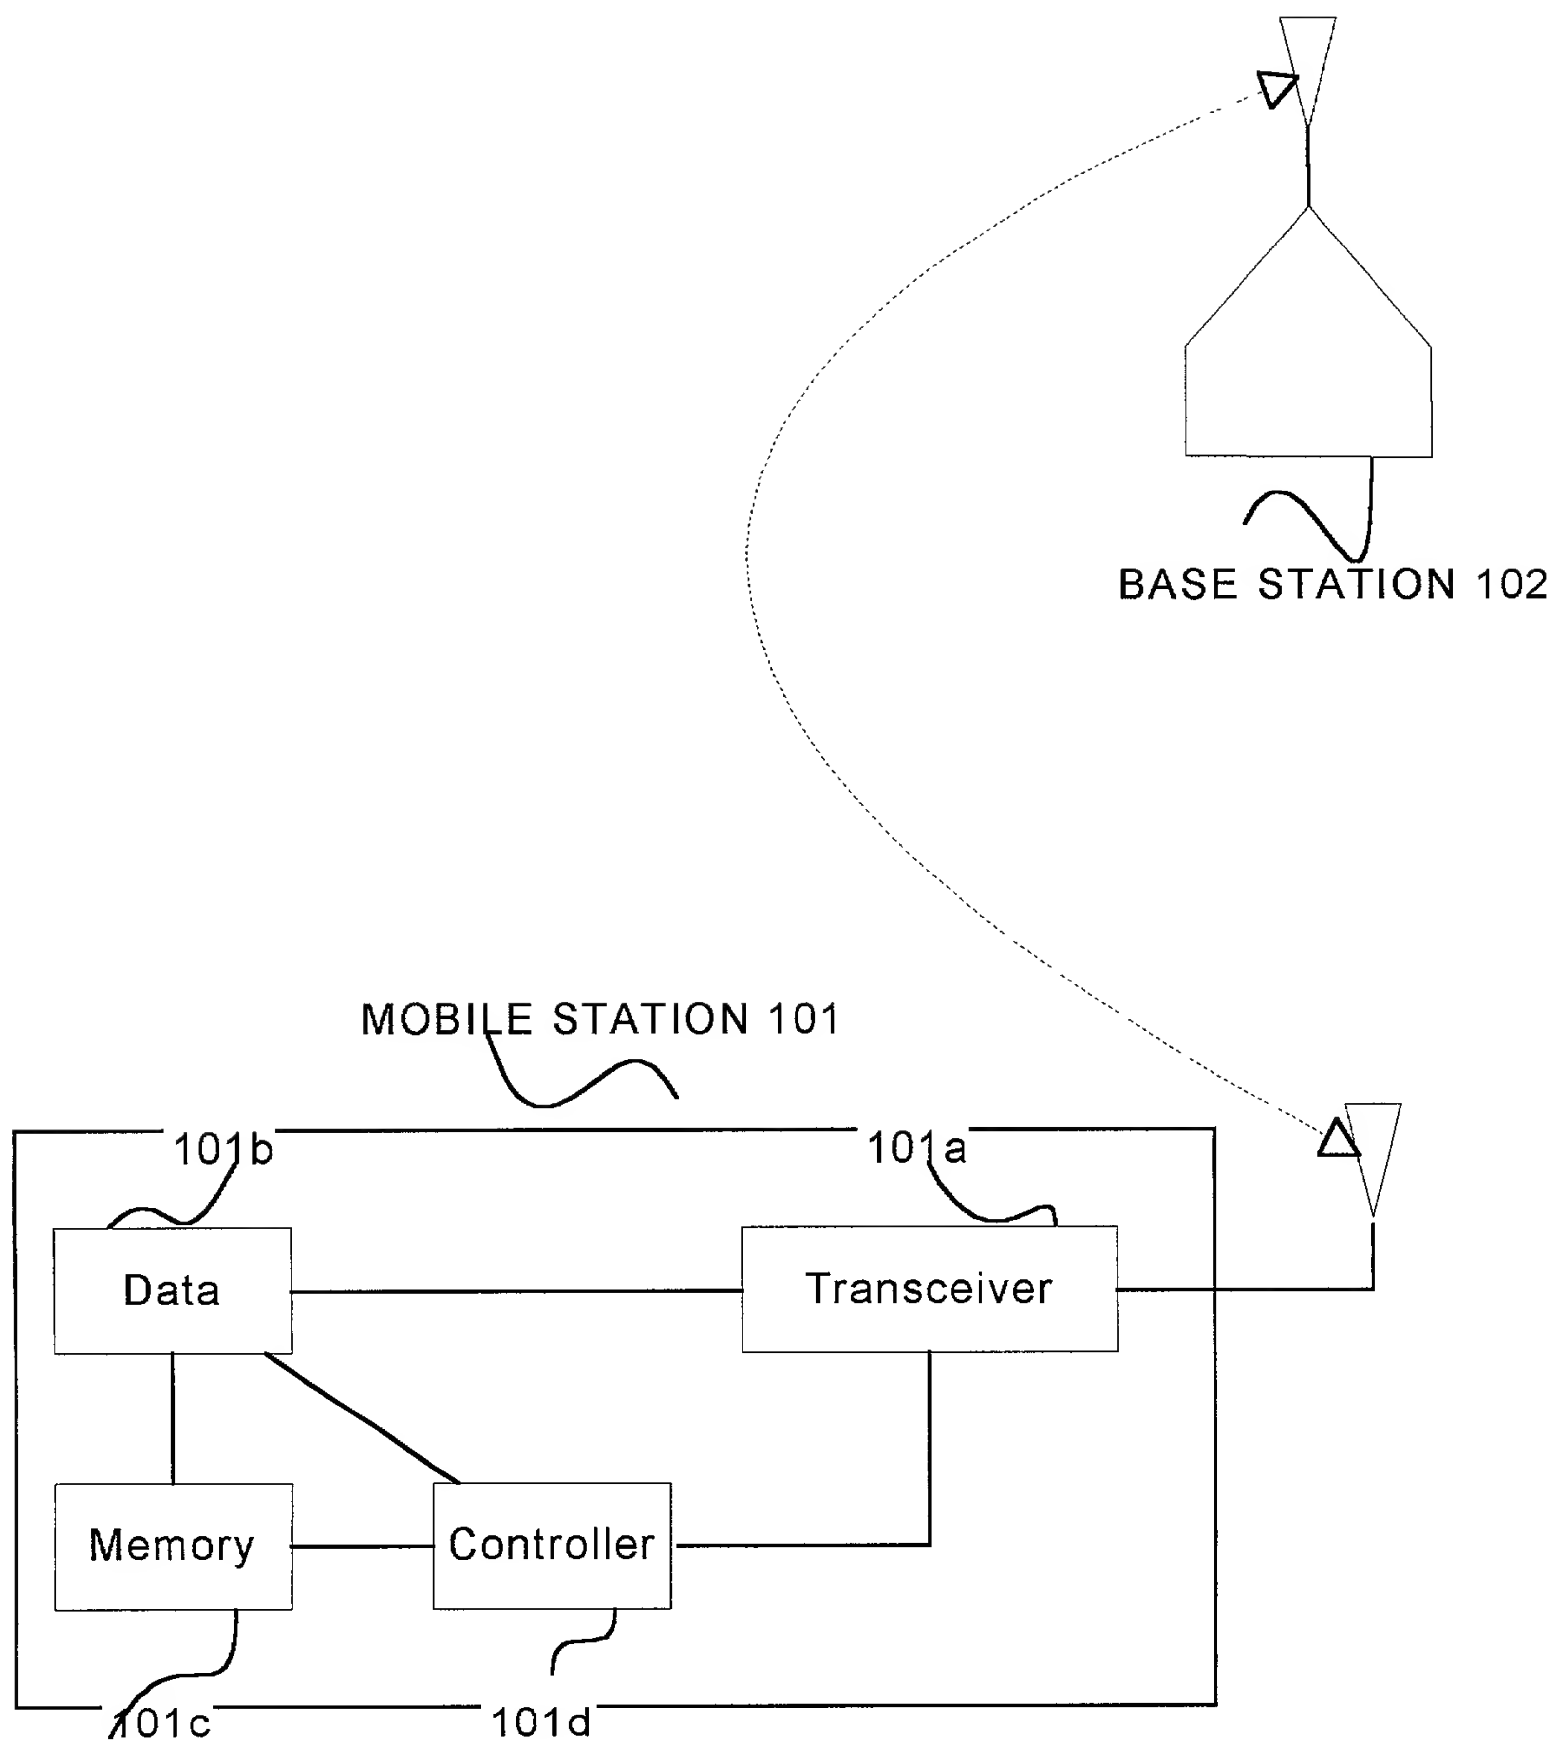 BASE STATION 102
MOBILE STATION 101
101b
101a
Data
Transceiver
Memory
Controller
101c
101d